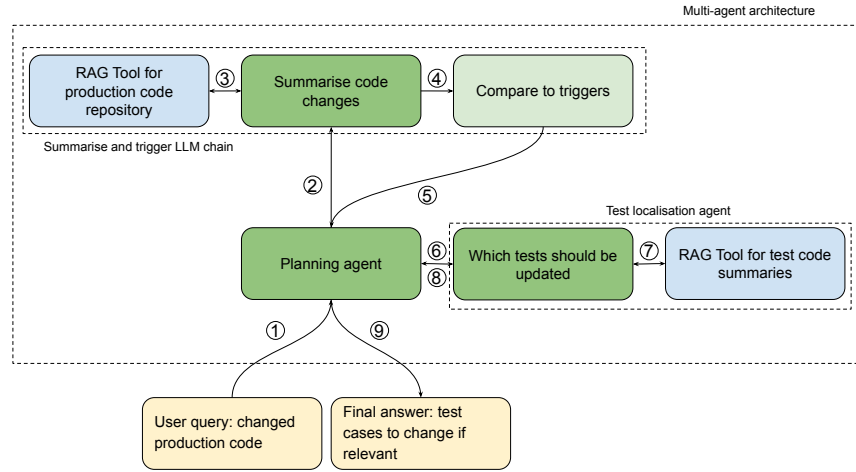 Multi-agent architecture
RAG Tool for
production code
repository
③
Summarise code
changes
④
Compare to triggers
Summarise and trigger LLM chain
②
⑤
Test localisation agent
Planning agent
⑥
⑧
Which tests should be
updated
⑦
RAG Tool for test code
summaries
①
⑨
User query: changed
production code
Final answer: test
cases to change if
relevant